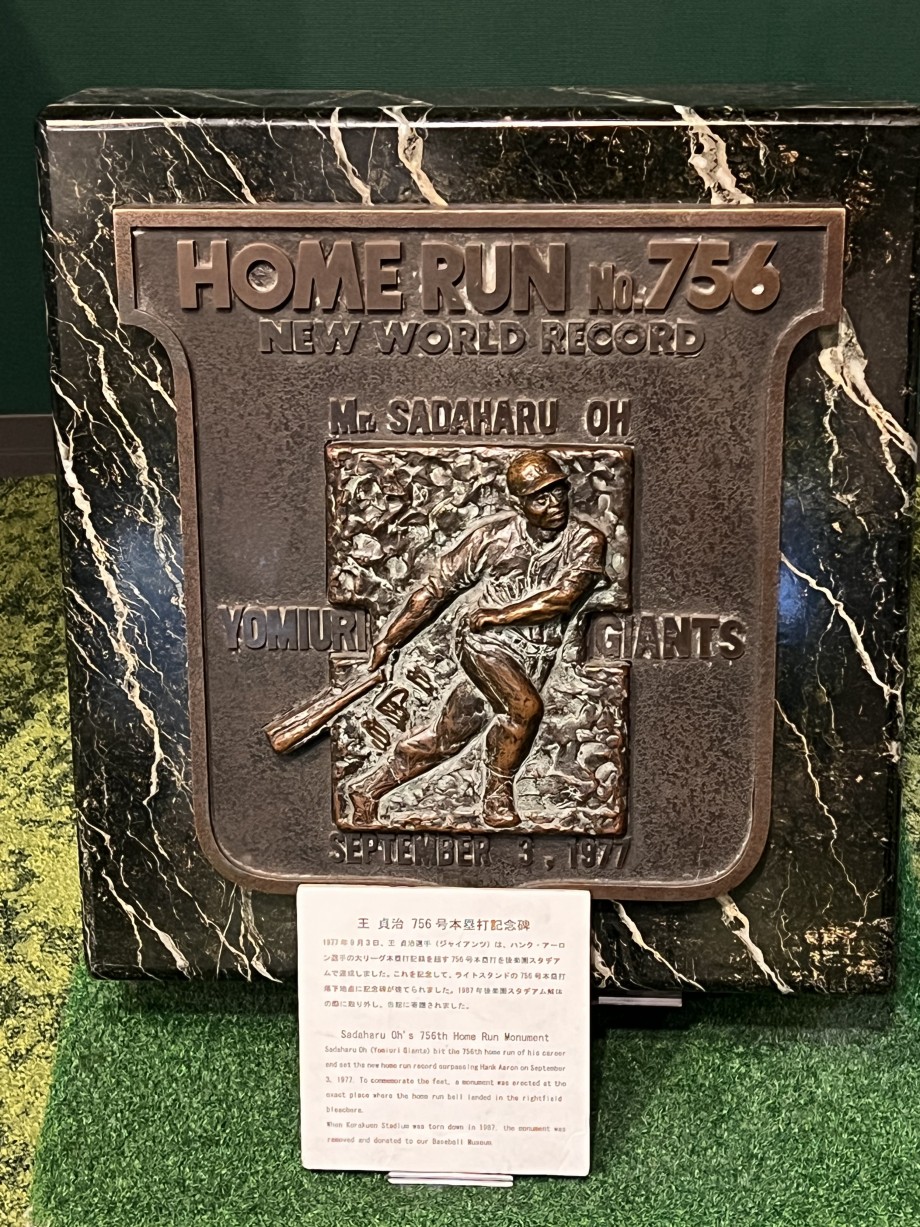 HOME RUN No.756
NEW WORLD RECORD
Mr. SADAHARU OH
YOMIURI GIANTS
SEPTEMBER 3, 1977
王 貞治 756号本塁打記念碑
1977年9月3日、王 貞治選手（ジャイアンツ）は、ハンク・アーロ
ン選手の大リーグ本塁打記録を超す756号本塁打を後楽園スタヂア
ムで達成しました。これを記念して、ライトスタンドの756号本塁打
落下地点に記念碑が建てられました。1987年後楽園スタヂアム解体
の際に取り外し、当館に寄贈されました。
Sadaharu Oh's 756th Home Run Monument
Sadaharu Oh (Yomiuri Giants) hit the 756th home run of his career
and set the new home run record surpassing Hank Aaron on September
3, 1977. To commemorate the feat, a monument was erected at the
exact place where the home run ball landed in the rightfield
bleachers.
When Korakuen Stadium was torn down in 1987, the monument was
removed and donated to our Baseball Museum